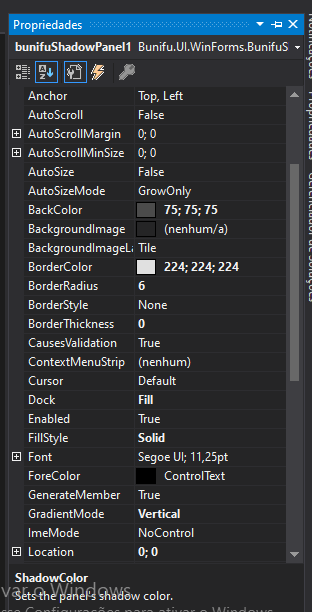 Propriedades
bunifuShadowPanel1 Bunifu.UI.WinForms.BunifuS
Anchor Top, Left
AutoScroll False
AutoScrollMargin 0; 0
AutoScrollMinSize 0; 0
AutoSize False
AutoSizeMode GrowOnly
BackColor 75; 75; 75
BackgroundImage (nenhum/a)
BackgroundImageLa Tile
BorderColor 224; 224; 224
BorderRadius 6
BorderStyle None
BorderThickness 0
CausesValidation True
ContextMenuStrip (nenhum)
Cursor Default
Dock Fill
Enabled True
FillStyle Solid
Font Segoe UI; 11,25pt
ForeColor ControlText
GenerateMember True
GradientMode Vertical
ImeMode NoControl
Location 0; 0
ShadowColor
Sets the panel's shadow color.
var o Windows
Configurações para ativar o Windows